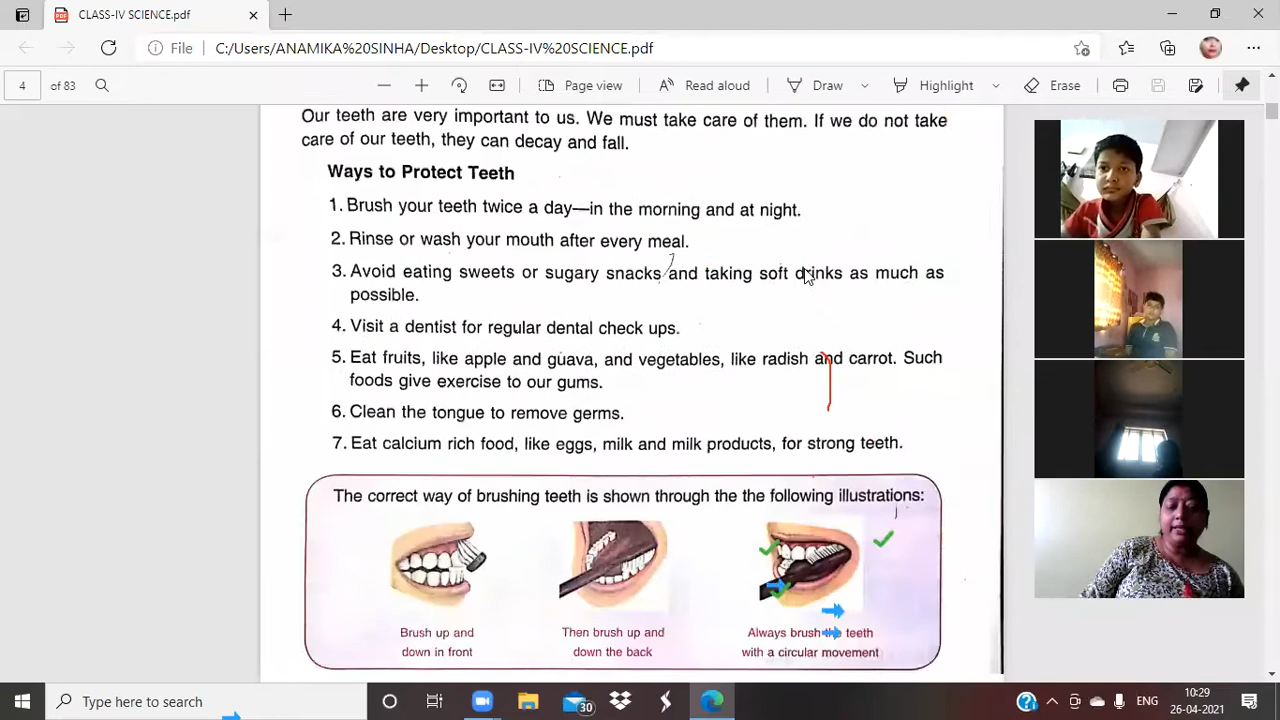 CLASS-IV SCIENCE.pdf
File C:/Users/ANAMIKA%20SINHA/Desktop/CLASS-IV%20SCIENCE.pdf
4 of 83 Page view Read aloud Draw Highlight Erase
Our teeth are very important to us. We must take care of them. If we do not take
care of our teeth, they can decay and fall.
Ways to Protect Teeth
1. Brush your teeth twice a day—in the morning and at night.
2. Rinse or wash your mouth after every meal.
3. Avoid eating sweets or sugary snacks and taking soft drinks as much as
possible.
4. Visit a dentist for regular dental check ups.
5. Eat fruits, like apple and guava, and vegetables, like radish and carrot. Such
foods give exercise to our gums.
6. Clean the tongue to remove germs.
7. Eat calcium rich food, like eggs, milk and milk products, for strong teeth.
The correct way of brushing teeth is shown through the the following illustrations:
Brush up and
down in front
Then brush up and
down the back
Always brush the teeth
with a circular movement
Type here to search
30
ENG
10:29
26-04-2021